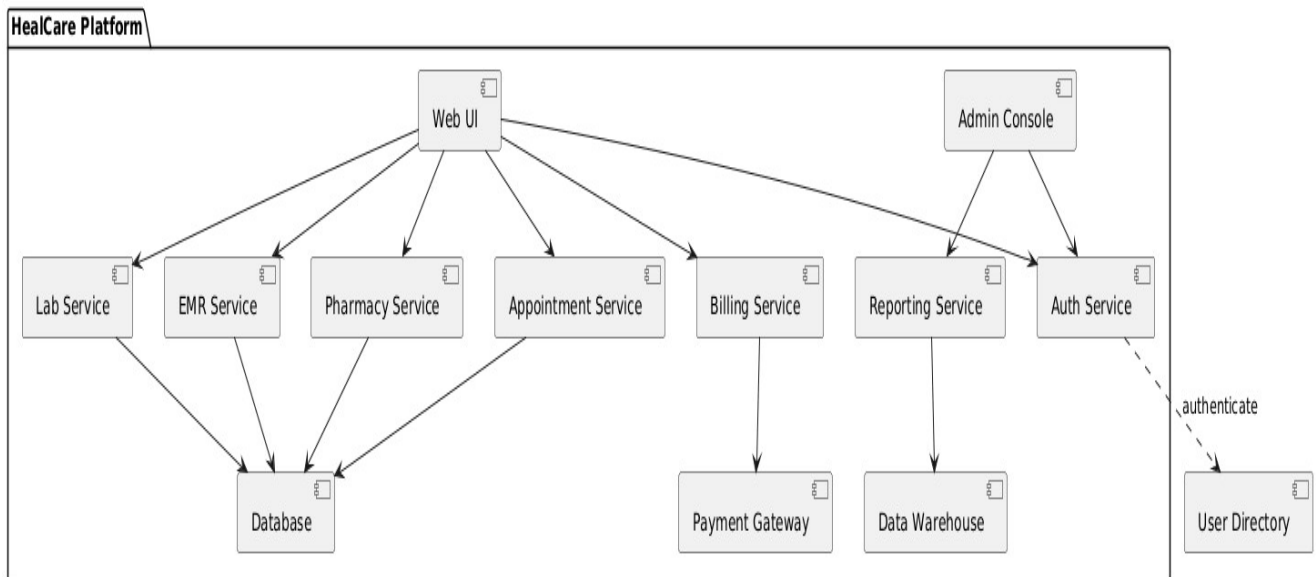 HealCare Platform
Web UI
Admin Console
Lab Service
EMR Service
Pharmacy Service
Appointment Service
Billing Service
Reporting Service
Auth Service
authenticate
Database
Payment Gateway
Data Warehouse
User Directory